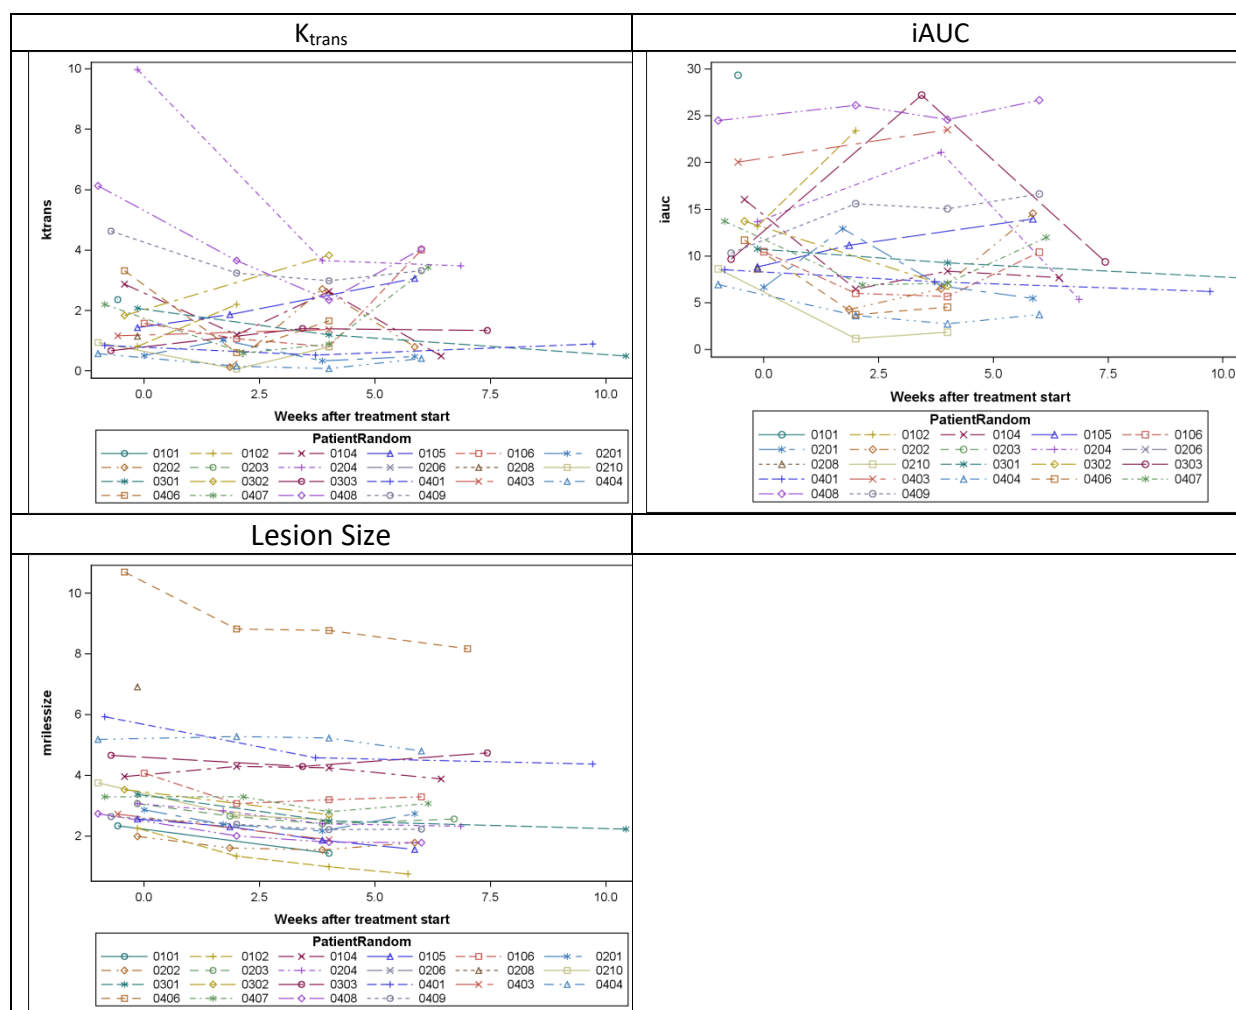 Ktrans
iAUC
10
8
6
4
2
0
ktrans
0.0 2.5 5.0 7.5 10.0
Weeks after treatment start
PatientRandom
0101 0102 0104 0105 0106 0201
0202 0203 0204 0206 0208 0210
0301 0302 0303 0401 0403 0404
0406 0407 0408 0409
30
25
20
15
10
5
0
iauc
0.0 2.5 5.0 7.5 10.0
Weeks after treatment start
PatientRandom
0101 0102 0104 0105 0106
0201 0202 0203 0204 0206
0208 0210 0301 0302 0303
0401 0403 0404 0406 0407
0408 0409
Lesion Size
10
8
6
4
2
mrilessize
0.0 2.5 5.0 7.5 10.0
Weeks after treatment start
PatientRandom
0101 0102 0104 0105 0106 0201
0202 0203 0204 0206 0208 0210
0301 0302 0303 0401 0403 0404
0406 0407 0408 0409